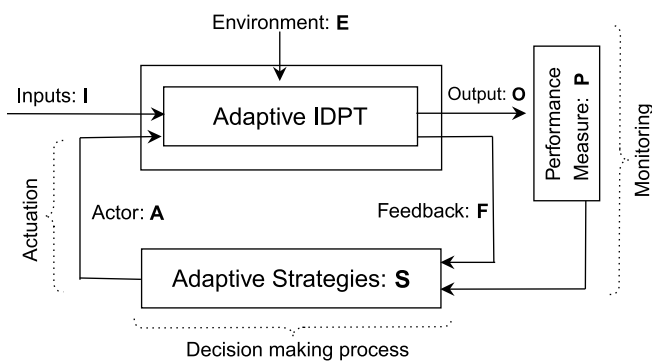 Environment: E
Inputs: I
Adaptive IDPT
Output: O
Performance
Measure: P
Monitoring
Actuation
Actor: A
Feedback: F
Adaptive Strategies: S
Decision making process